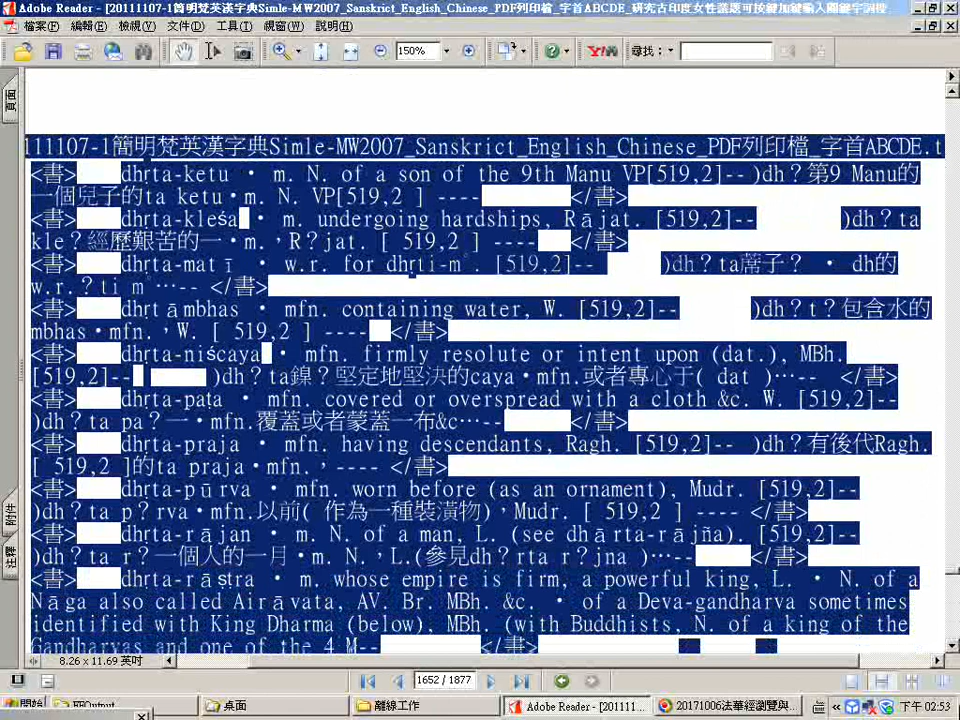 Adobe Reader - [20111107-1簡明梵英漢字典Simle-MW2007_Sanskrict_English_Chinese_PDF列印檔_字首ABCDE_研究古印度女性議題可按鍵加鍵輸入關鍵字詞搜
檔案(F) 編輯(E) 檢視(V) 文件(D) 工具(T) 視窗(W) 說明(H)
150% 尋找:
頁面
111107-1簡明梵英漢字典Simle-MW2007_Sanskrict_English_Chinese_PDF列印檔_字首ABCDE.t
<書> dhṛta-ketu • m. N. of a son of the 9th Manu VP[519,2]-- )dh？第9 Manu的
一個兒子的ta ketu • m. N. VP[519,2 ] ---- </書>
<書> dhṛta-kleśa • m. undergoing hardships, Rājat. [519,2]-- )dh？ta
kle？經歷艱苦的一 • m. , R？jat. [ 519,2 ] ---- </書>
<書> dhṛta-matī • w.r. for dhṛti-m°. [519,2]-- )dh？ta蓆子？ • dh的
w.r.？ti m°…-- </書>
<書> dhṛtāmbhas • mfn. containing water, W. [519,2]-- )dh？t？包含水的
mbhas • mfn. , W. [ 519,2 ] ---- </書>
<書> dhṛta-niścaya • mfn. firmly resolute or intent upon (dat.), MBh.
[519,2]-- )dh？ta鎳？堅定地堅決的caya • mfn.或者專心于( dat )…-- </書>
<書> dhṛta-paṭa • mfn. covered or overspread with a cloth &c. W. [519,2]--
)dh？ta pa？一 • mfn.覆蓋或者蒙蓋一布&c…-- </書>
<書> dhṛta-praja • mfn. having descendants, Ragh. [519,2]-- )dh？有後代Ragh.
[ 519,2 ]的ta praja • mfn. , ---- </書>
<書> dhṛta-pūrva • mfn. worn before (as an ornament), Mudr. [519,2]--
)dh？ta p？rva • mfn.以前( 作為一種裝潢物) , Mudr. [ 519,2 ] ---- </書>
<書> dhṛta-rājan • m. N. of a man, L. (see dhārta-rājña). [519,2]--
)dh？ta r？一個人的一月 • m. N. , L.(參見dh？rta r？jna )…-- </書>
<書> dhṛta-rāṣṭra • m. whose empire is firm, a powerful king, L. • N. of a
Nāga also called Airāvata, AV. Br. MBh. &c. • of a Deva-gandharva sometimes
identified with King Dharma (below), MBh. (with Buddhists, N. of a king of the
Gandharvas and one of the 4 M-- </書>
附件
註釋
8.26 x 11.69 英吋
1652 / 1877
開始 EEOutput 桌面 離線工作 Adobe Reader - [201111... 20171006法華經瀏覽與... 下午 02:53